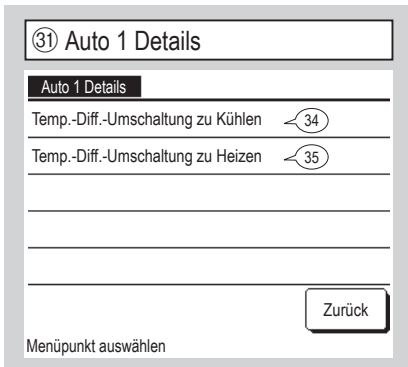 31 Auto 1 Details
Auto 1 Details
Temp.-Diff.-Umschaltung zu Kühlen 34
Temp.-Diff.-Umschaltung zu Heizen 35
Zurück
Menüpunkt auswählen